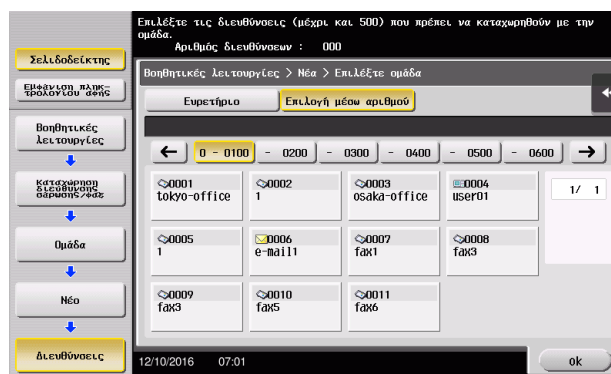 Επιλέξτε τις διευθύνσεις (μέχρι και 500) που πρέπει να καταχωρηθούν με την
ομάδα.
Αριθμός διευθύνσεων : 000
Σελιδοδείκτης
Εμφάνιση πληκ-
τρολογίου αφής
Βοηθητικές
λειτουργίες
Καταχώρηση
διεύθυνσης
σάρωσης/φαξ
Ομάδα
Νέο
Διευθύνσεις
Βοηθητικές λειτουργίες > Νέα > Επιλέξτε ομάδα
Ευρετήριο
Επιλογή μέσω αριθμού
← 0 - 0100 - 0200 - 0300 - 0400 - 0500 - 0600 →
0001 0002 0003 0004
tokyo-office 1 osaka-office user01
1/ 1
0005 0006 0007 0008
1 e-mail1 fax1 fax3
0009 0010 0011
fax3 fax5 fax6
12/10/2016 07:01
ok